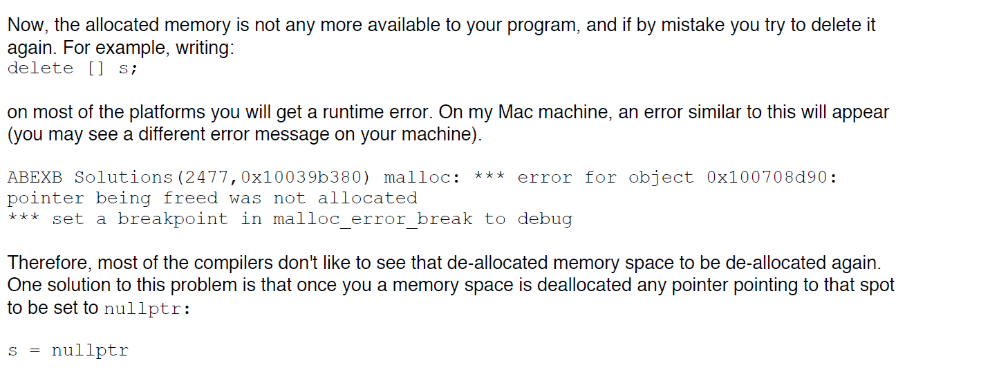 Now, the allocated memory is not any more available to your program, and if by mistake you try to delete it
again. For example, writing:
delete [] s;
on most of the platforms you will get a runtime error. On my Mac machine, an error similar to this will appear
(you may see a different error message on your machine).
ABEXB Solutions(2477,0x10039b380) malloc: *** error for object 0x100708d90:
pointer being freed was not allocated
*** set a breakpoint in malloc_error_break to debug
Therefore, most of the compilers don't like to see that de-allocated memory space to be de-allocated again.
One solution to this problem is that once you a memory space is deallocated any pointer pointing to that spot
to be set to nullptr:
s = nullptr